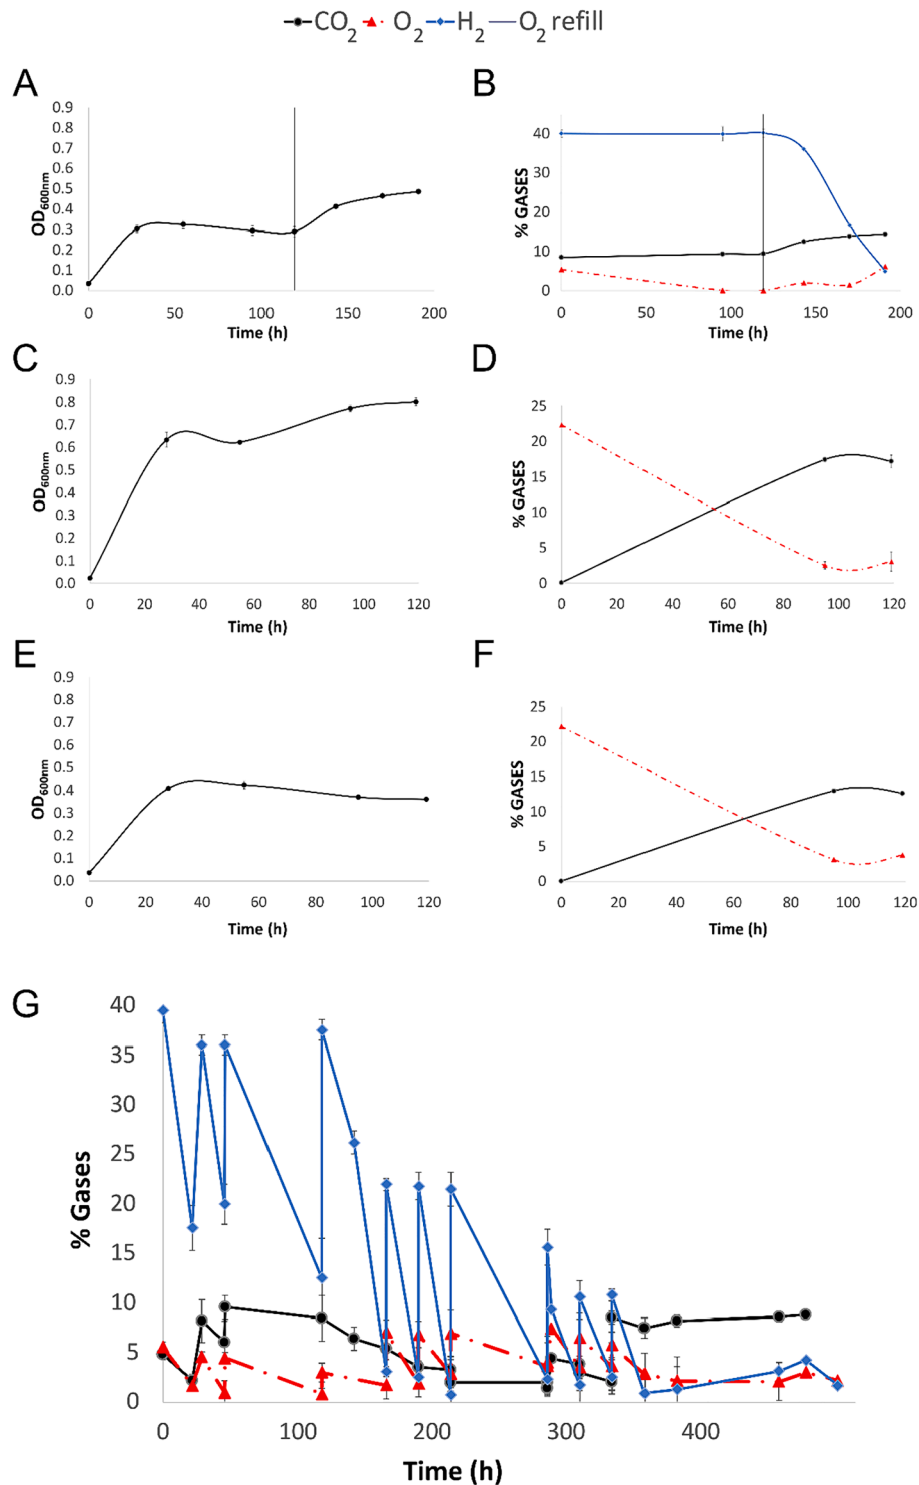 CO2 O2 H2 O2 refill
A
OD600nm
0.9
0.8
0.7
0.6
0.5
0.4
0.3
0.2
0.1
0.0
0 50 100 150 200
Time (h)
B
% GASES
40
30
20
10
0
0 50 100 150 200
Time (h)
C
OD600nm
0.9
0.8
0.7
0.6
0.5
0.4
0.3
0.2
0.1
0.0
0 20 40 60 80 100 120
Time (h)
D
% GASES
25
20
15
10
5
0
0 20 40 60 80 100 120
Time (h)
E
OD600nm
0.9
0.8
0.7
0.6
0.5
0.4
0.3
0.2
0.1
0.0
0 20 40 60 80 100 120
Time (h)
F
% GASES
25
20
15
10
5
0
0 20 40 60 80 100 120
Time (h)
G
% Gases
40
35
30
25
20
15
10
5
0
0 100 200 300 400
Time (h)